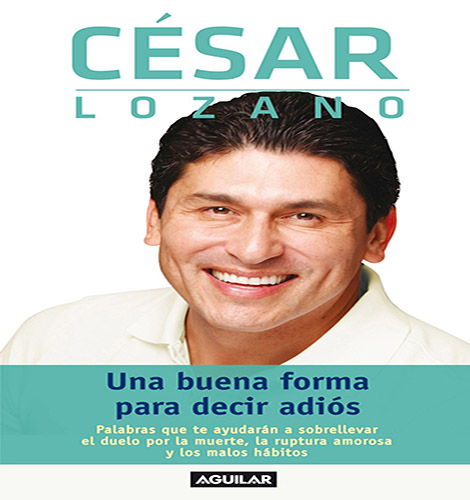 CÉSAR
LOZANO
Una buena forma
para decir adiós
Palabras que te ayudarán a sobrellevar
el duelo por la muerte, la ruptura amorosa
y los malos hábitos
AGUILAR